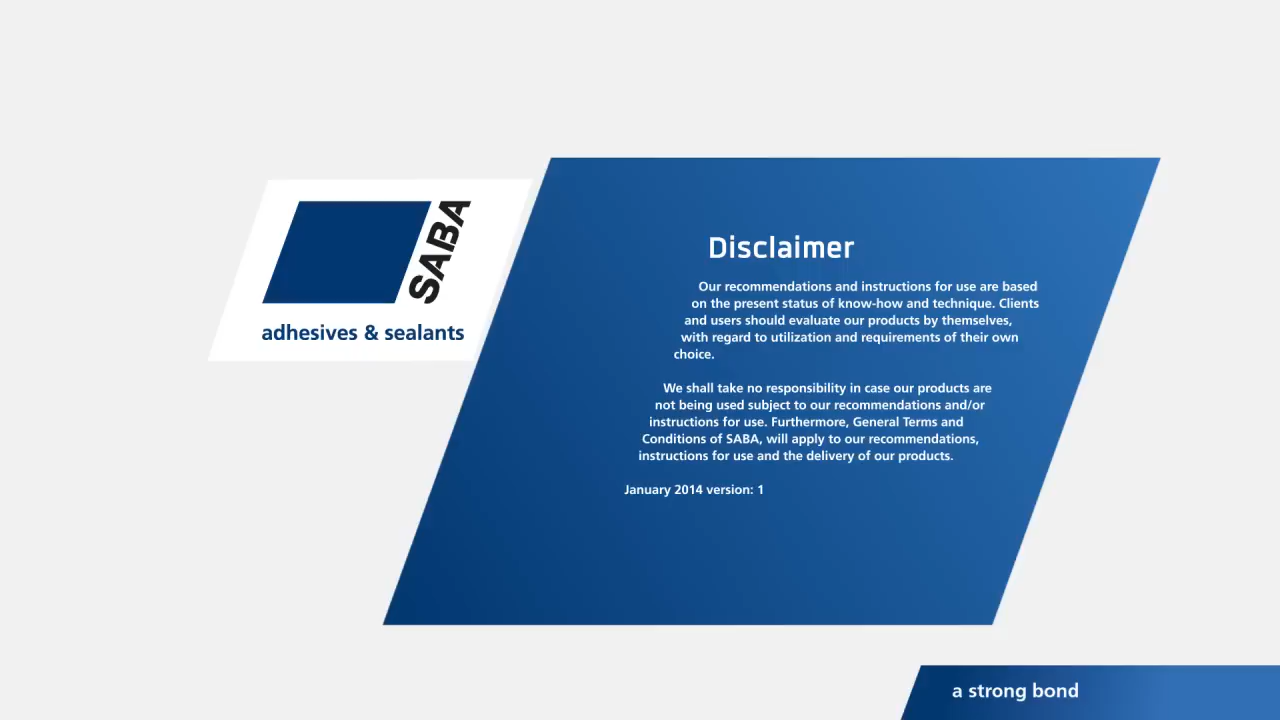 SABA
adhesives & sealants
Disclaimer
Our recommendations and instructions for use are based
on the present status of know-how and technique. Clients
and users should evaluate our products by themselves,
with regard to utilization and requirements of their own
choice.
We shall take no responsibility in case our products are
not being used subject to our recommendations and/or
instructions for use. Furthermore, General Terms and
Conditions of SABA, will apply to our recommendations,
instructions for use and the delivery of our products.
January 2014 version: 1
a strong bond